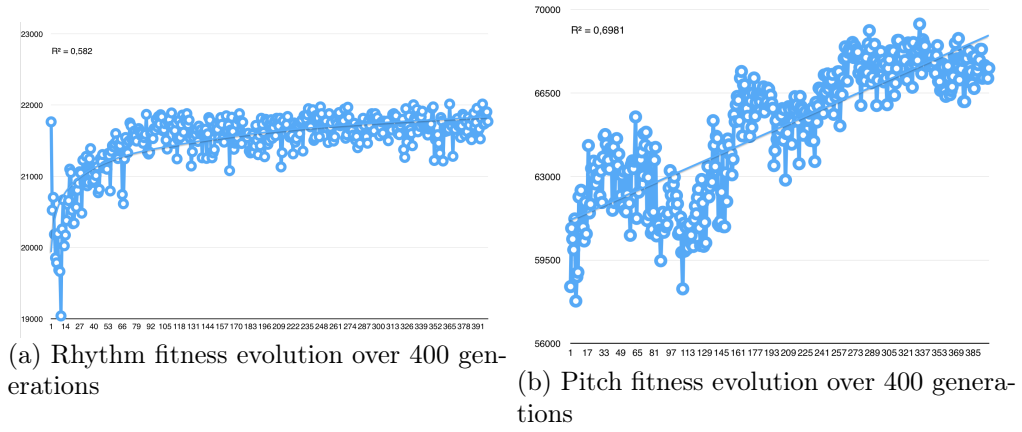 23000
R² = 0,582
22000
21000
20000
19000
1 14 27 40 53 66 79 92 105 118 131 144 157 170 183 196 209 222 235 248 261 274 287 300 313 326 339 352 365 378 391
(a) Rhythm fitness evolution over 400 gen-
erations
70000
R² = 0,6981
66500
63000
59500
56000
1 17 33 49 65 81 97 113 129 145 161 177 193 209 225 241 257 273 289 305 321 337 353 369 385
(b) Pitch fitness evolution over 400 genera-
tions